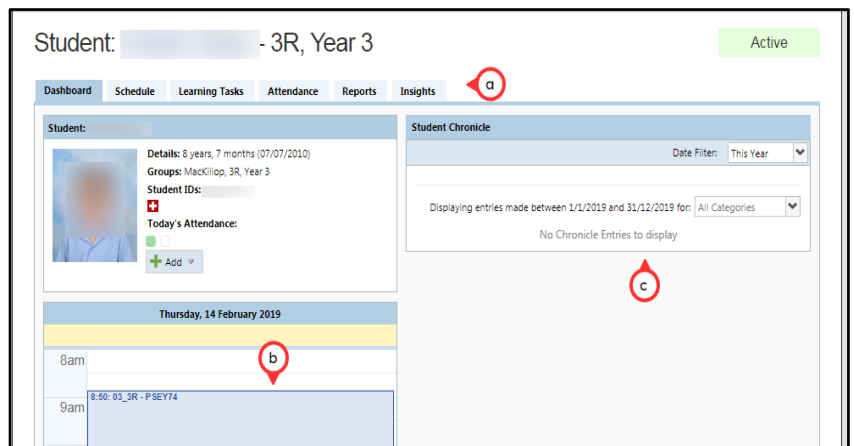 Student: - 3R, Year 3
Active
Dashboard Schedule Learning Tasks Attendance Reports Insights
a
Student:
Details: 8 years, 7 months (07/07/2010)
Groups: MacKillop, 3R, Year 3
Student IDs:
Today's Attendance:
Add
Student Chronicle
Date Filter: This Year
Displaying entries made between 1/1/2019 and 31/12/2019 for: All Categories
No Chronicle Entries to display
c
Thursday, 14 February 2019
b
8am
8:50: 03_3R - PSEY74
9am